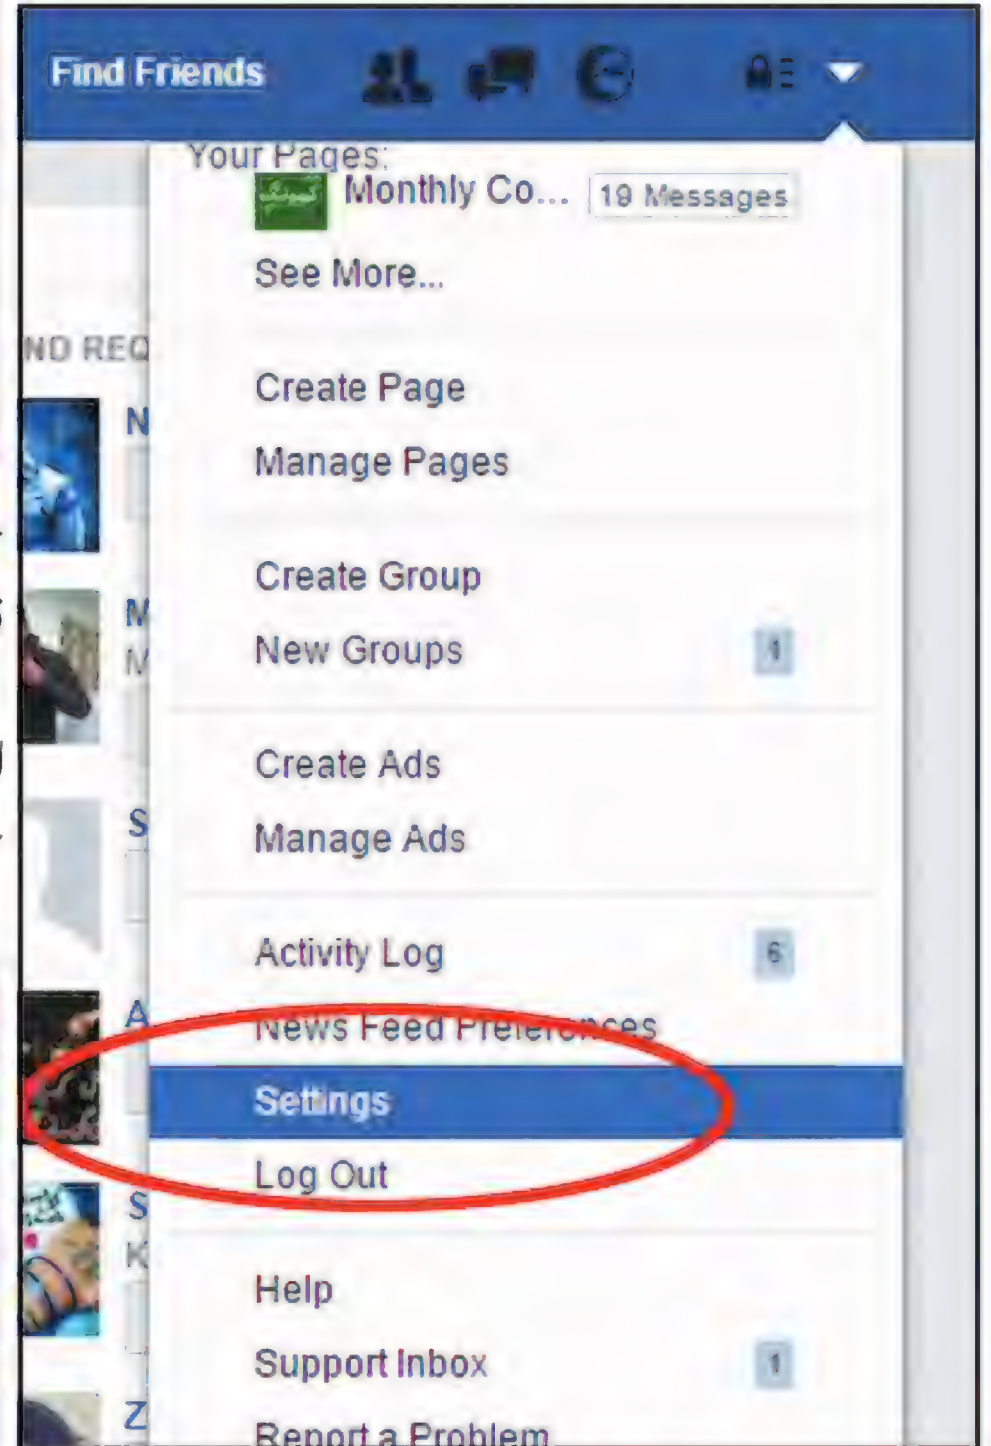 Find Friends
Your Pages:
Monthly Co... 19 Messages
See More...
ND REQ
Create Page
N
Manage Pages
Create Group
M
New Groups 1
M
Create Ads
S
Manage Ads
Activity Log 6
A
News Feed Preferences
Settings
Log Out
S
K
Help
Support Inbox 1
Z
Report a Problem